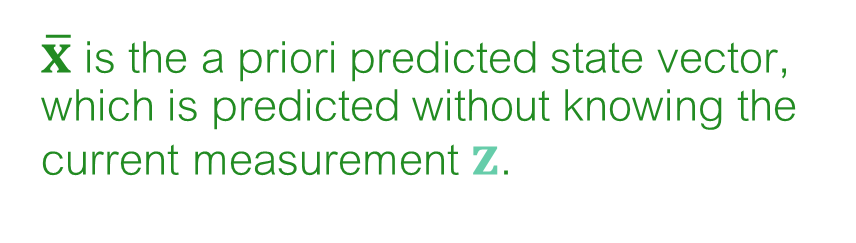 x̄ is the a priori predicted state vector,
which is predicted without knowing the
current measurement z.